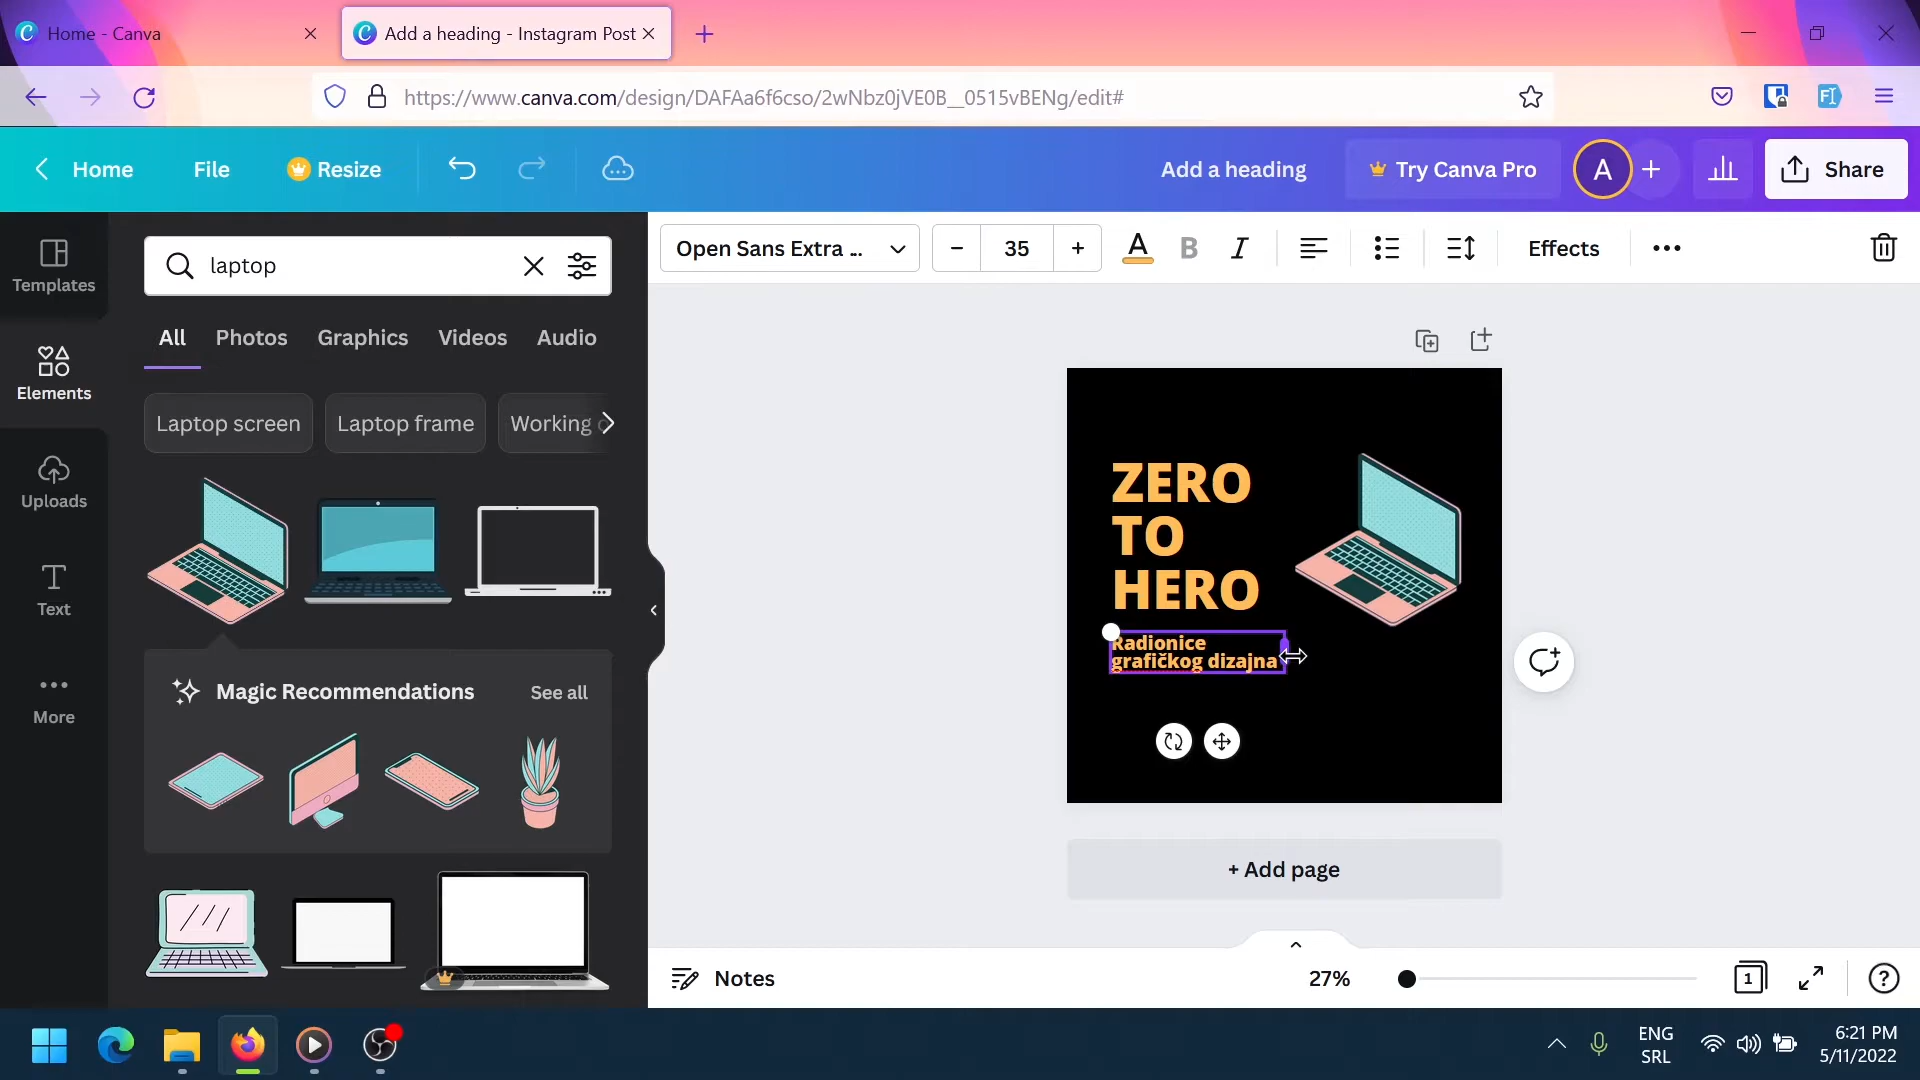 Home - Canva
Add a heading - Instagram Post
https://www.canva.com/design/DAFAa6f6cso/2wNbz0jVE0B__0515vBENg/edit#
Home
File
Resize
Add a heading
Try Canva Pro
A
Share
Templates
Elements
Uploads
Text
More
laptop
All
Photos
Graphics
Videos
Audio
Laptop screen
Laptop frame
Working
Magic Recommendations
See all
Open Sans Extra ...
35
A
B
I
Effects
ZERO
TO
HERO
Radionice
grafičkog dizajna
+ Add page
Notes
27%
1
ENG
SRL
6:21 PM
5/11/2022